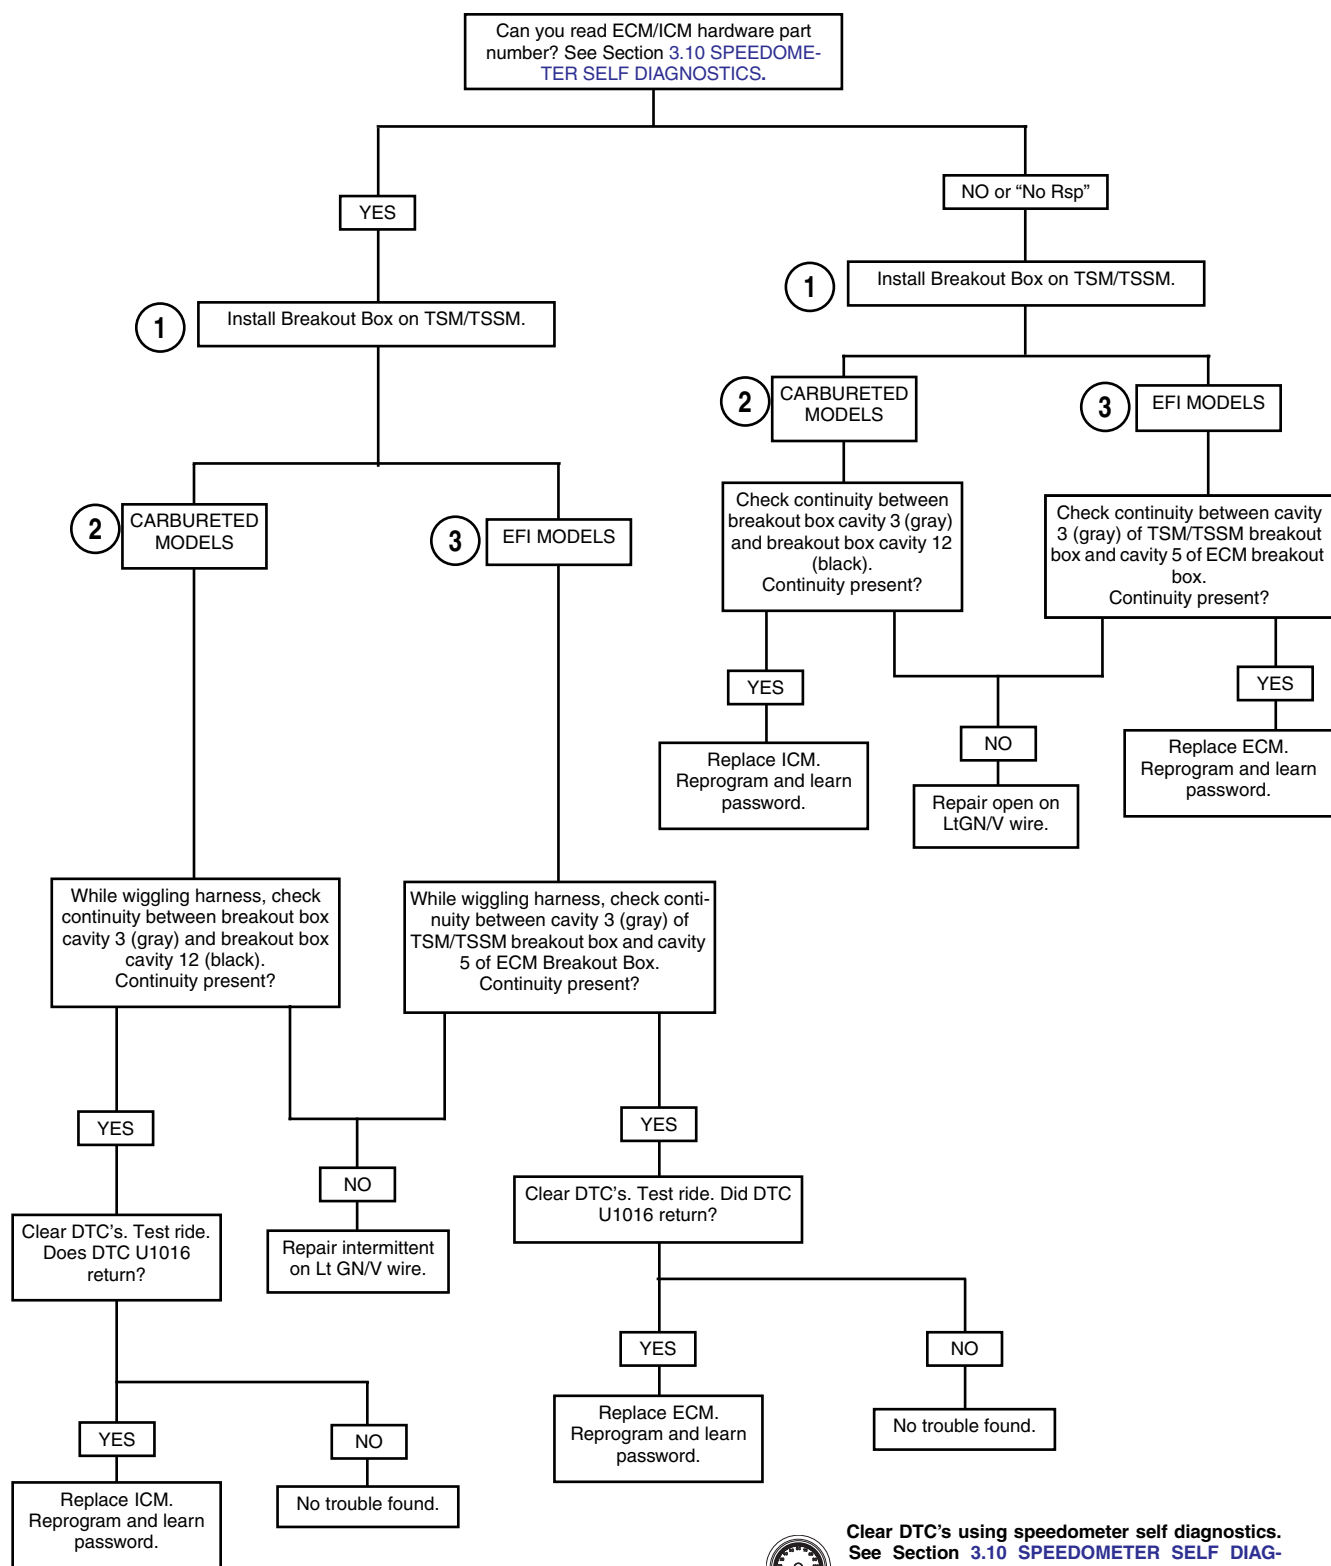 Can you read ECM/ICM hardware part
number? See Section 3.10 SPEEDOME-
TER SELF DIAGNOSTICS.
YES
NO or “No Rsp”
1
Install Breakout Box on TSM/TSSM.
1
Install Breakout Box on TSM/TSSM.
2
CARBURETED
MODELS
3
EFI MODELS
Check continuity between
breakout box cavity 3 (gray)
and breakout box cavity 12
(black).
Continuity present?
Check continuity between cavity
3 (gray) of TSM/TSSM breakout
box and cavity 5 of ECM breakout
box.
Continuity present?
2
CARBURETED
MODELS
3
EFI MODELS
YES
NO
YES
Replace ICM.
Reprogram and learn
password.
Repair open on
LtGN/V wire.
Replace ECM.
Reprogram and learn
password.
While wiggling harness, check
continuity between breakout box
cavity 3 (gray) and breakout box
cavity 12 (black).
Continuity present?
While wiggling harness, check conti-
nuity between cavity 3 (gray) of
TSM/TSSM breakout box and cavity
5 of ECM Breakout Box.
Continuity present?
YES
NO
YES
Clear DTC's. Test ride.
Does DTC U1016
return?
Repair intermittent
on Lt GN/V wire.
Clear DTC's. Test ride. Did DTC
U1016 return?
YES
NO
YES
NO
Replace ECM.
Reprogram and learn
password.
No trouble found.
Replace ICM.
Reprogram and learn
password.
No trouble found.
Clear DTC's using speedometer self diagnostics.
See Section 3.10 SPEEDOMETER SELF DIAG-